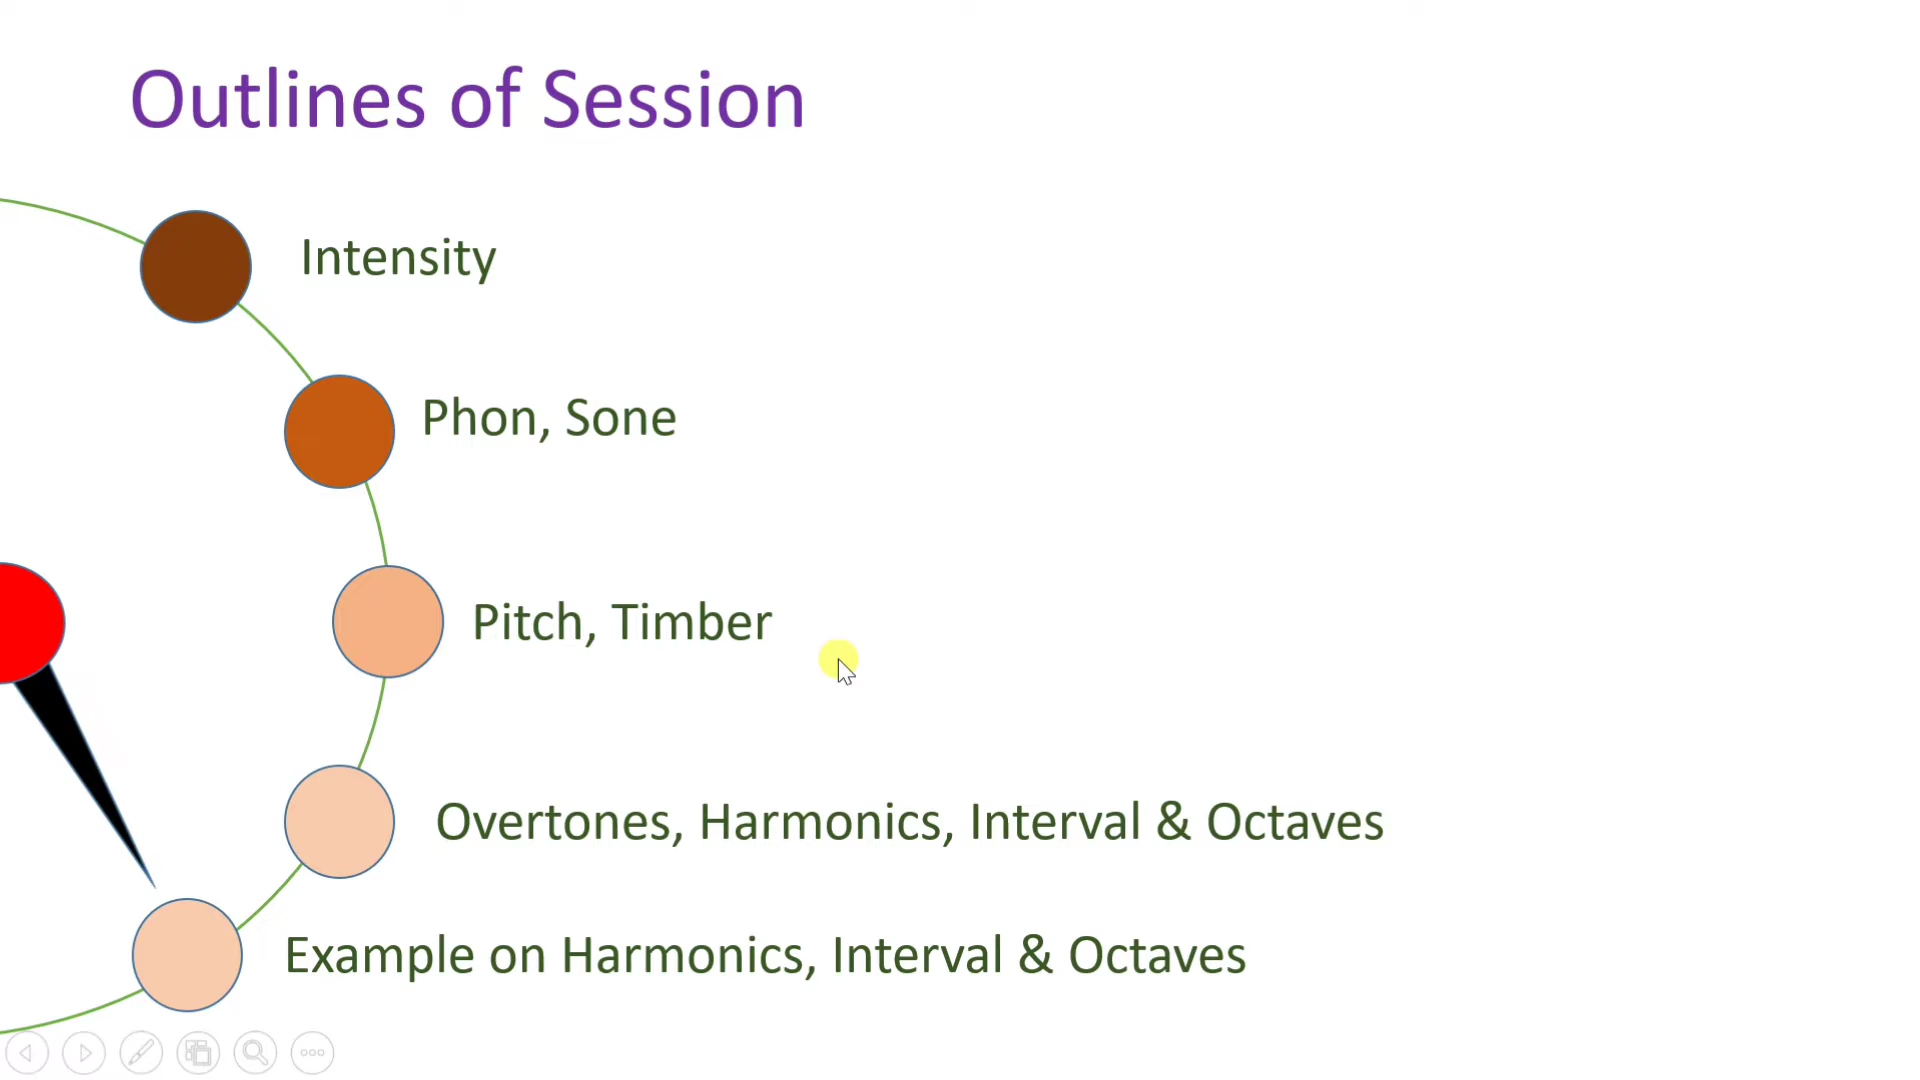 Outlines of Session
Intensity
Phon, Sone
Pitch, Timber
Overtones, Harmonics, Interval & Octaves
Example on Harmonics, Interval & Octaves